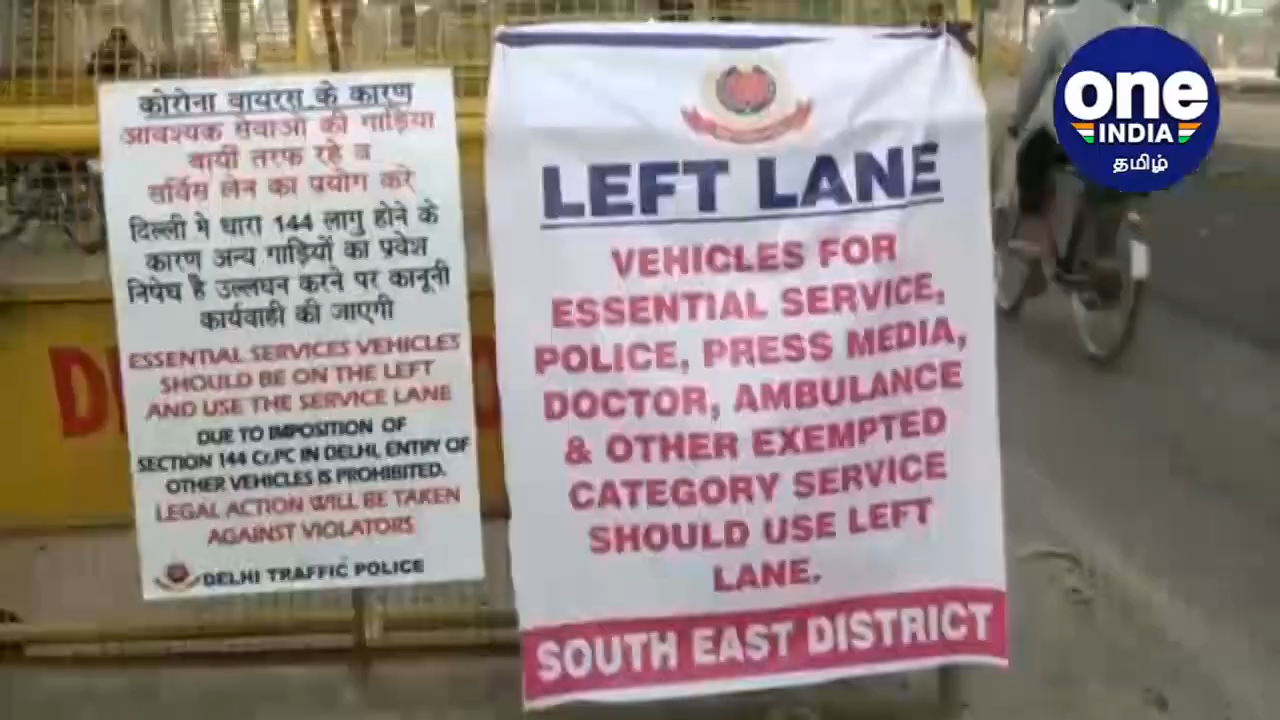 कोरोना वायरस के कारण
आवश्यक सेवाओ की गाड़िया
बायी तरफ रहे व
सर्विस लेन का प्रयोग करे
दिल्ली मे धारा 144 लागु होने के
कारण अन्य गाड़ियों का प्रवेश
निषेघ है उल्लघन करने पर कानूनी
कार्यवाही की जाएगी
ESSENTIAL SERVICES VEHICLES
SHOULD BE ON THE LEFT
AND USE THE SERVICE LANE
DUE TO IMPOSITION OF
SECTION 144 Cr.PC IN DELHI, ENTRY OF
OTHER VEHICLES IS PROHIBITED.
LEGAL ACTION WILL BE TAKEN
AGAINST VIOLATORS
DELHI TRAFFIC POLICE
LEFT LANE
VEHICLES FOR
ESSENTIAL SERVICE,
POLICE, PRESS MEDIA,
DOCTOR, AMBULANCE
& OTHER EXEMPTED
CATEGORY SERVICE
SHOULD USE LEFT
LANE.
SOUTH EAST DISTRICT
one
INDIA
தமிழ்